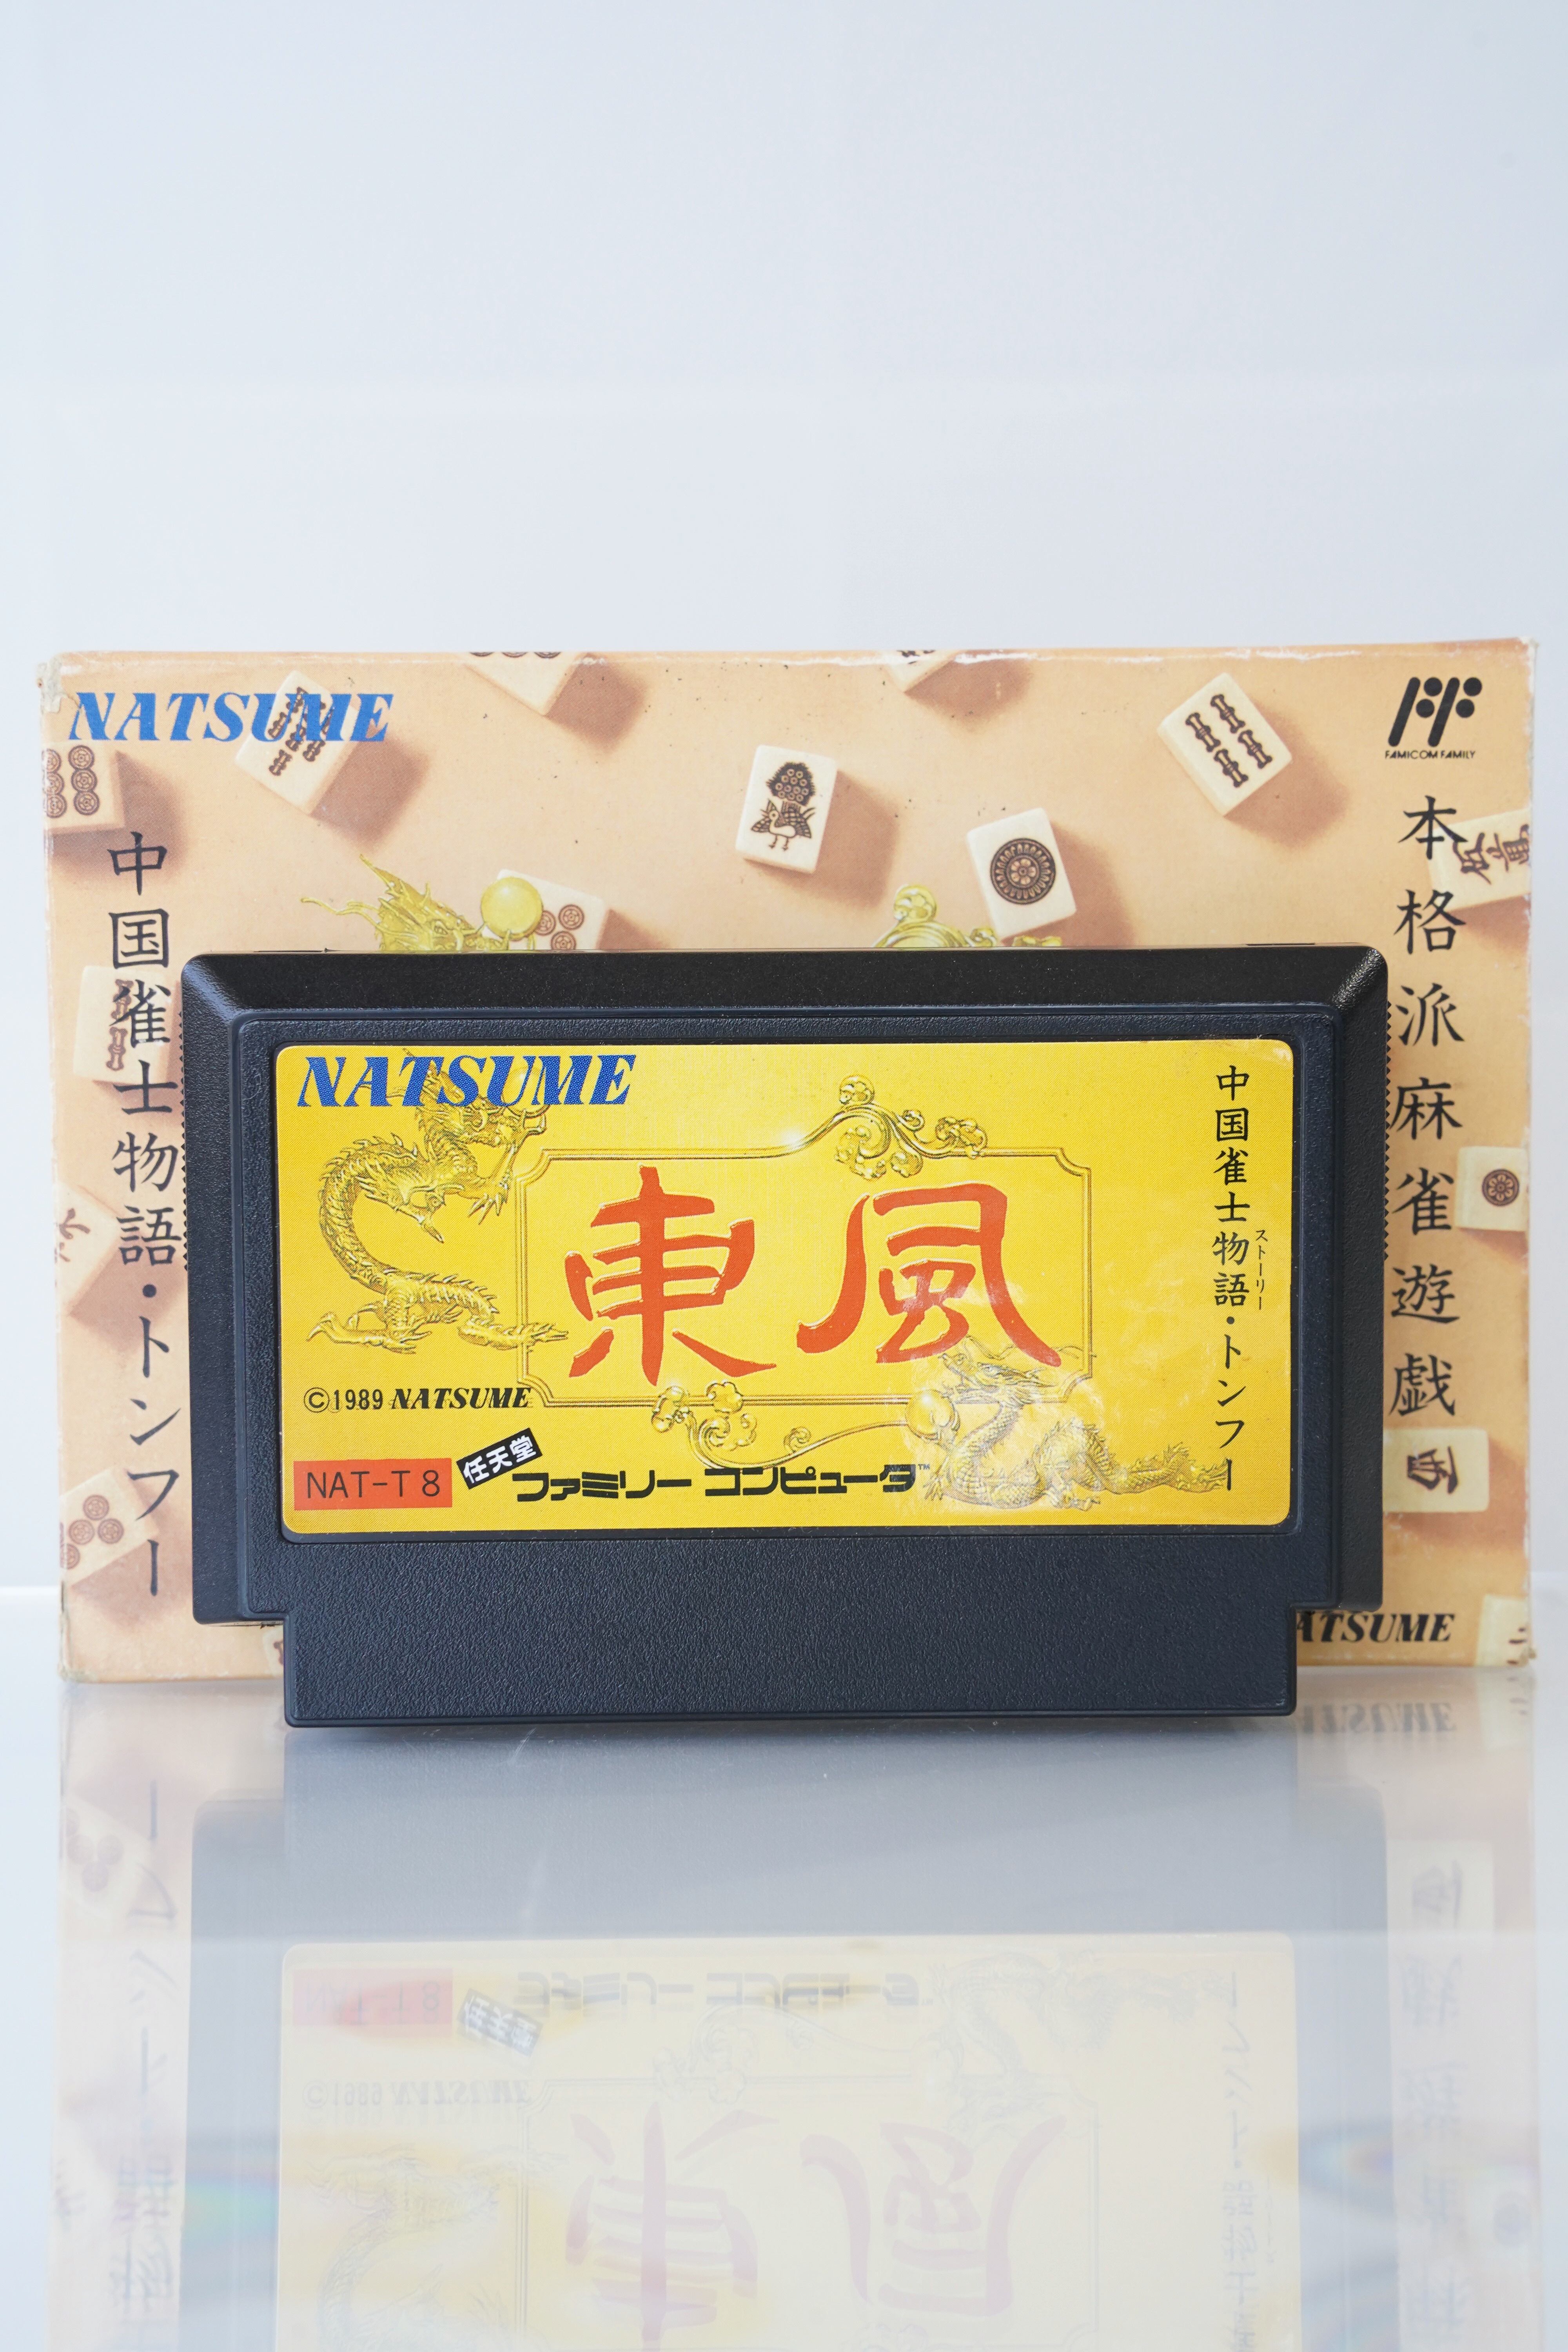 NATSUME
FAMICOM FAMILY
本格派麻雀遊戯
中国雀士物語・トンフー
NATSUME
中国雀士物語・トンフー
ストーリー
東風
©1989 NATSUME
NAT-T8
任天堂
ファミリーコンピュータ™
ATSUME